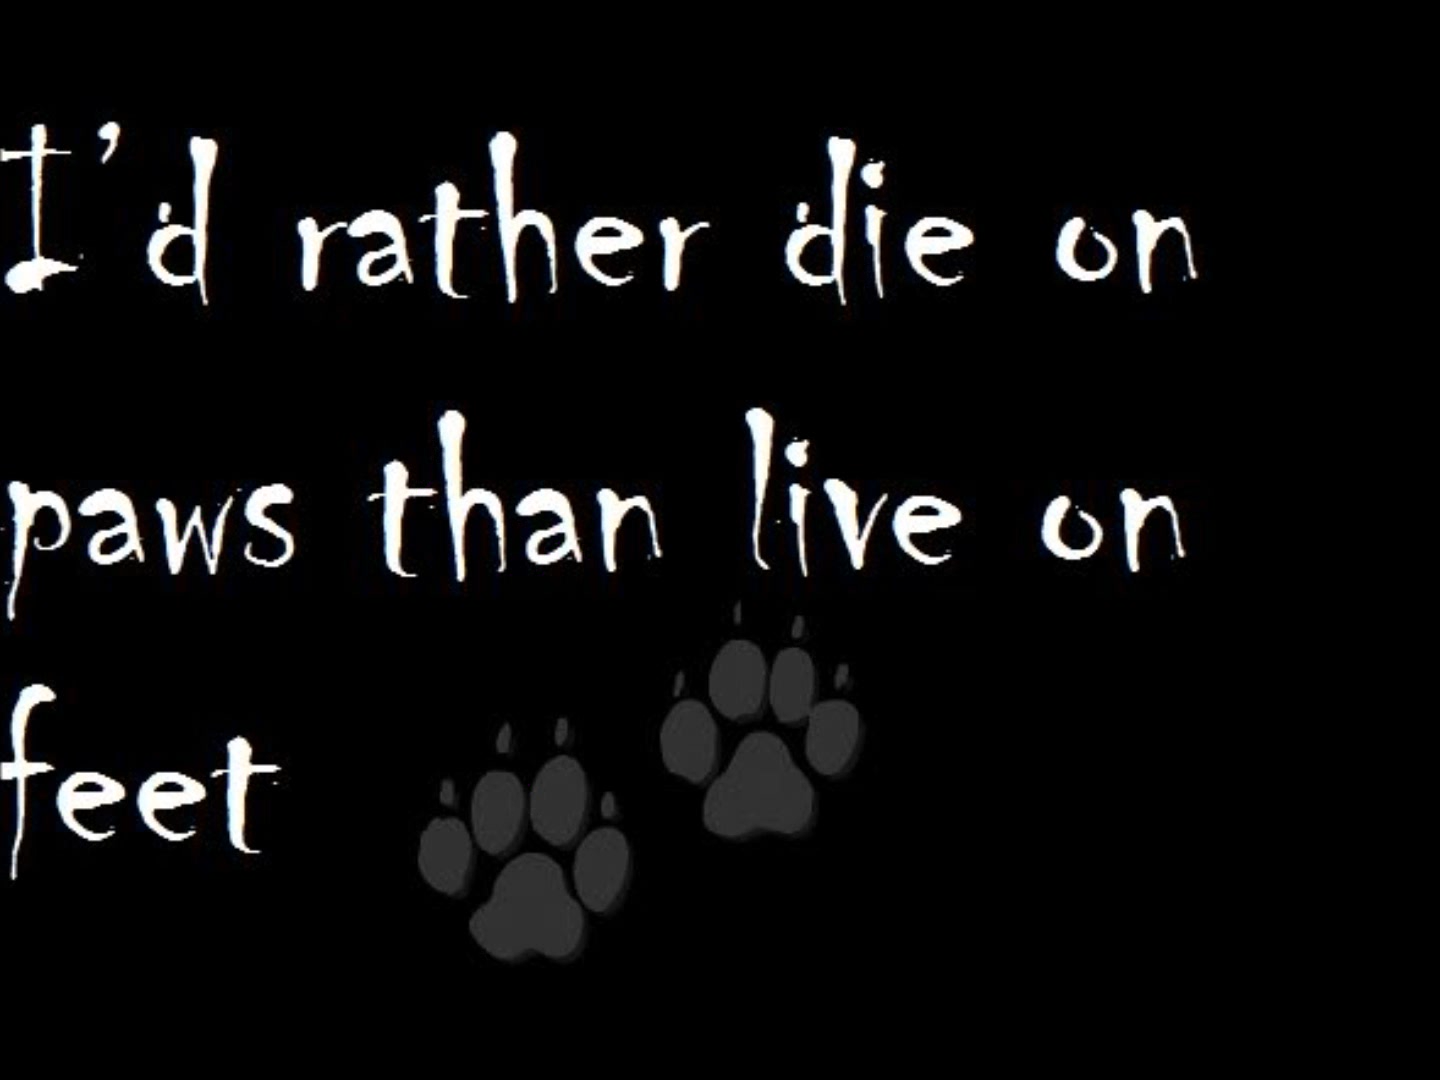 I’d rather die on
paws than live on
feet